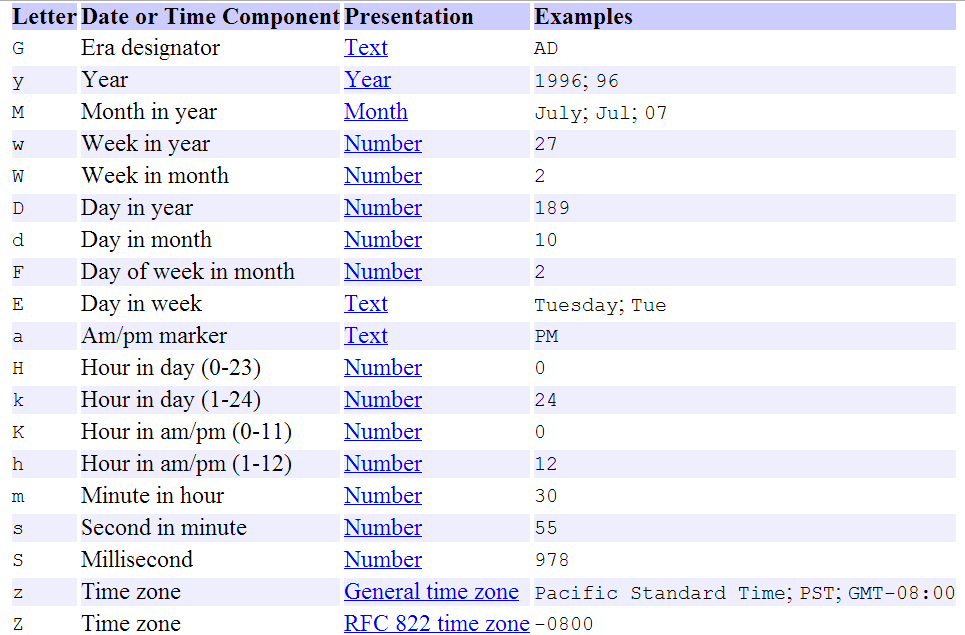 Letter Date or Time Component Presentation Examples
G Era designator Text AD
y Year Year 1996; 96
M Month in year Month July; Jul; 07
w Week in year Number 27
W Week in month Number 2
D Day in year Number 189
d Day in month Number 10
F Day of week in month Number 2
E Day in week Text Tuesday; Tue
a Am/pm marker Text PM
H Hour in day (0-23) Number 0
k Hour in day (1-24) Number 24
K Hour in am/pm (0-11) Number 0
h Hour in am/pm (1-12) Number 12
m Minute in hour Number 30
s Second in minute Number 55
S Millisecond Number 978
z Time zone General time zone Pacific Standard Time; PST; GMT-08:00
Z Time zone RFC 822 time zone -0800